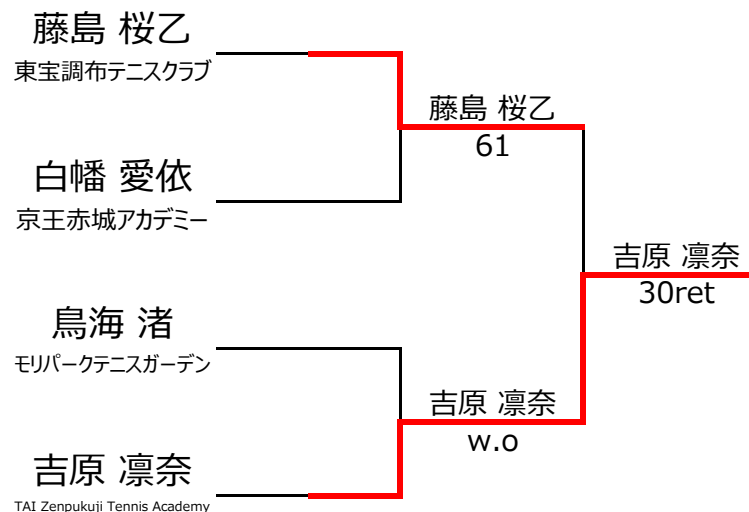 藤島 桜乙
東宝調布テニスクラブ
藤島 桜乙
61
白幡 愛依
京王赤城アカデミー
吉原 凛奈
30ret
鳥海 渚
モリパークテニスガーデン
吉原 凛奈
w.o
吉原 凛奈
TAI Zenpukuji Tennis Academy